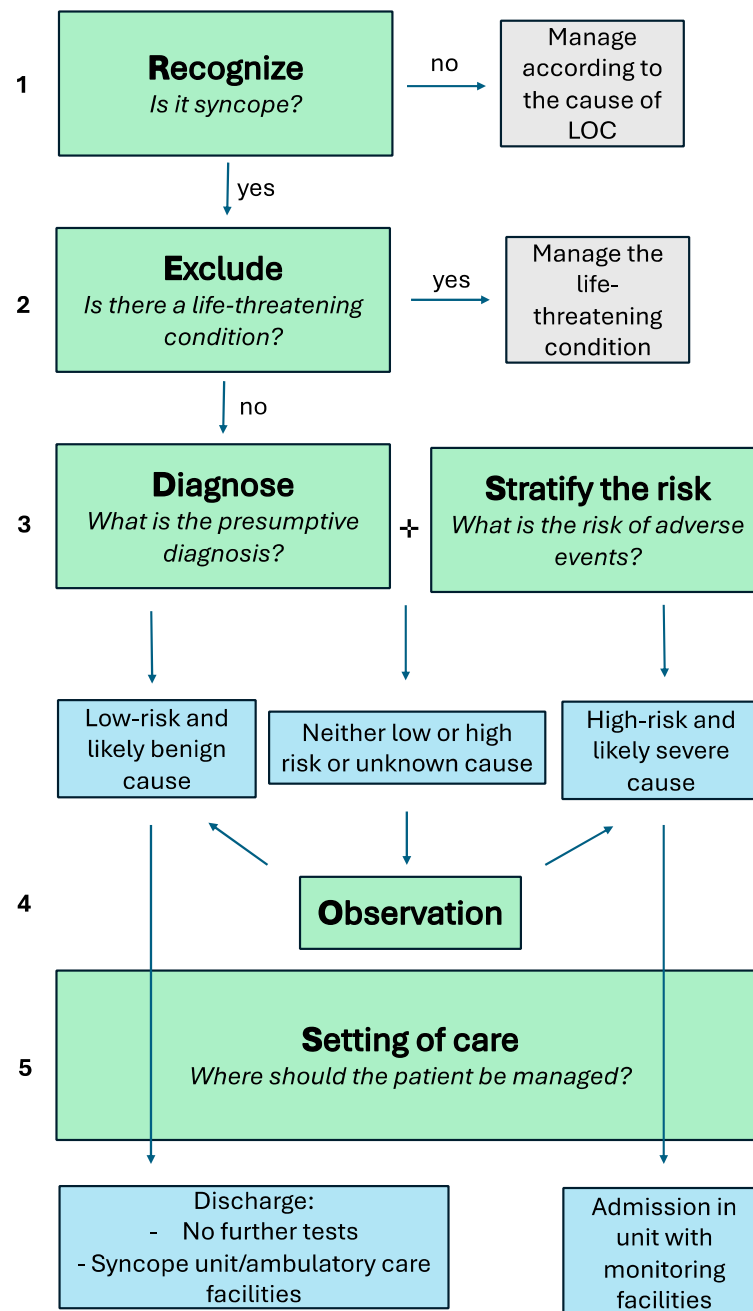 1
Recognize
Is it syncope?
no
Manage
according to
the cause of
LOC
yes
2
Exclude
Is there a life-threatening
condition?
yes
Manage the
life-
threatening
condition
no
3
Diagnose
What is the presumptive
diagnosis?
+
Stratify the risk
What is the risk of adverse
events?
Low-risk and
likely benign
cause
Neither low or high
risk or unknown cause
High-risk and
likely severe
cause
4
Observation
5
Setting of care
Where should the patient be managed?
Discharge:
- No further tests
- Syncope unit/ambulatory care
facilities
Admission in
unit with
monitoring
facilities